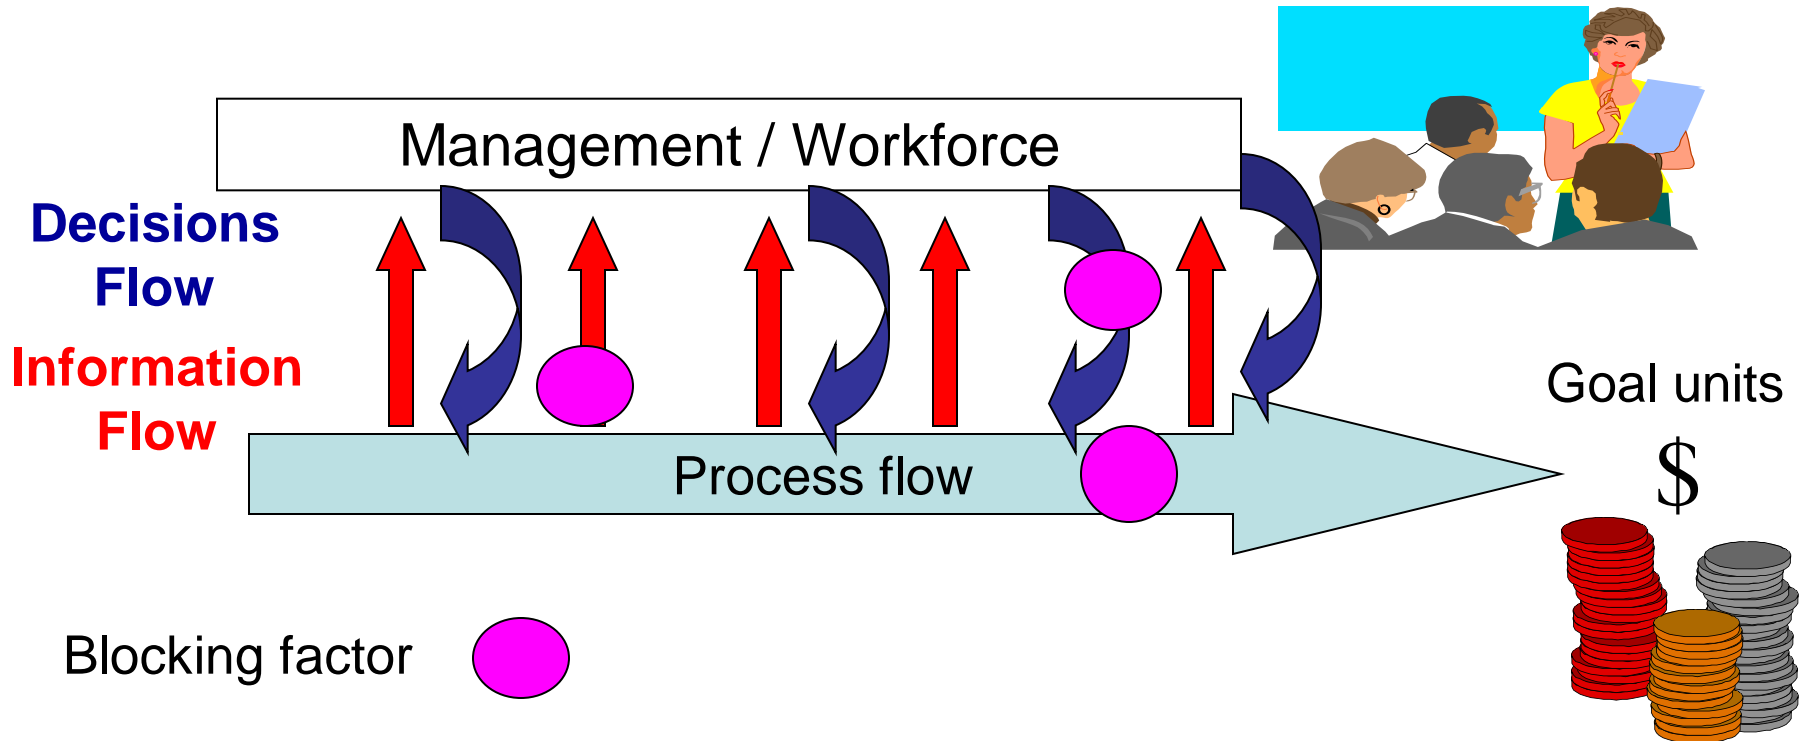 Management / Workforce
Decisions
Flow
Information
Flow
Process flow
Goal units
$
Blocking factor